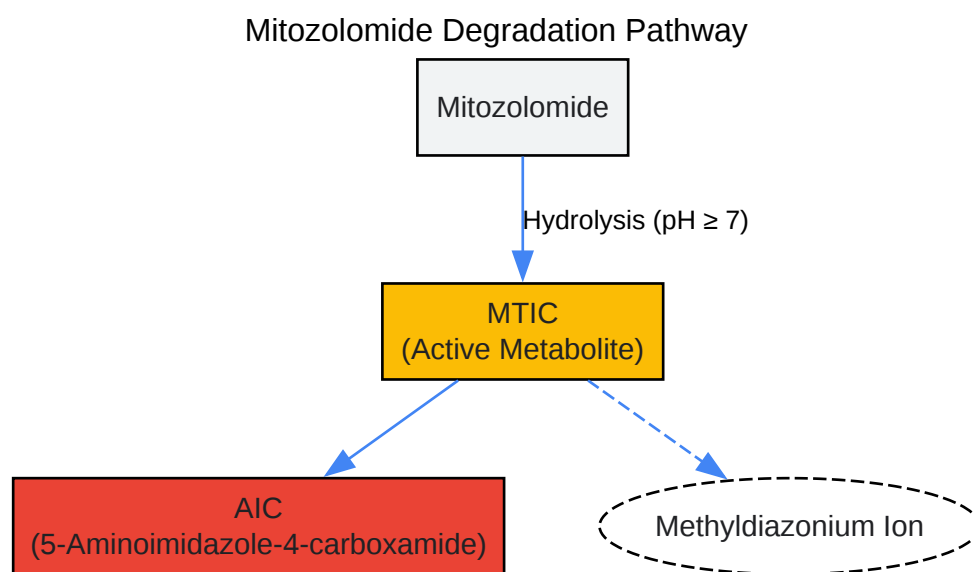 Mitozolomide Degradation Pathway
Mitozolomide
Hydrolysis (pH ≥ 7)
MTIC
(Active Metabolite)
AIC
(5-Aminoimidazole-4-carboxamide)
Methyldiazonium Ion